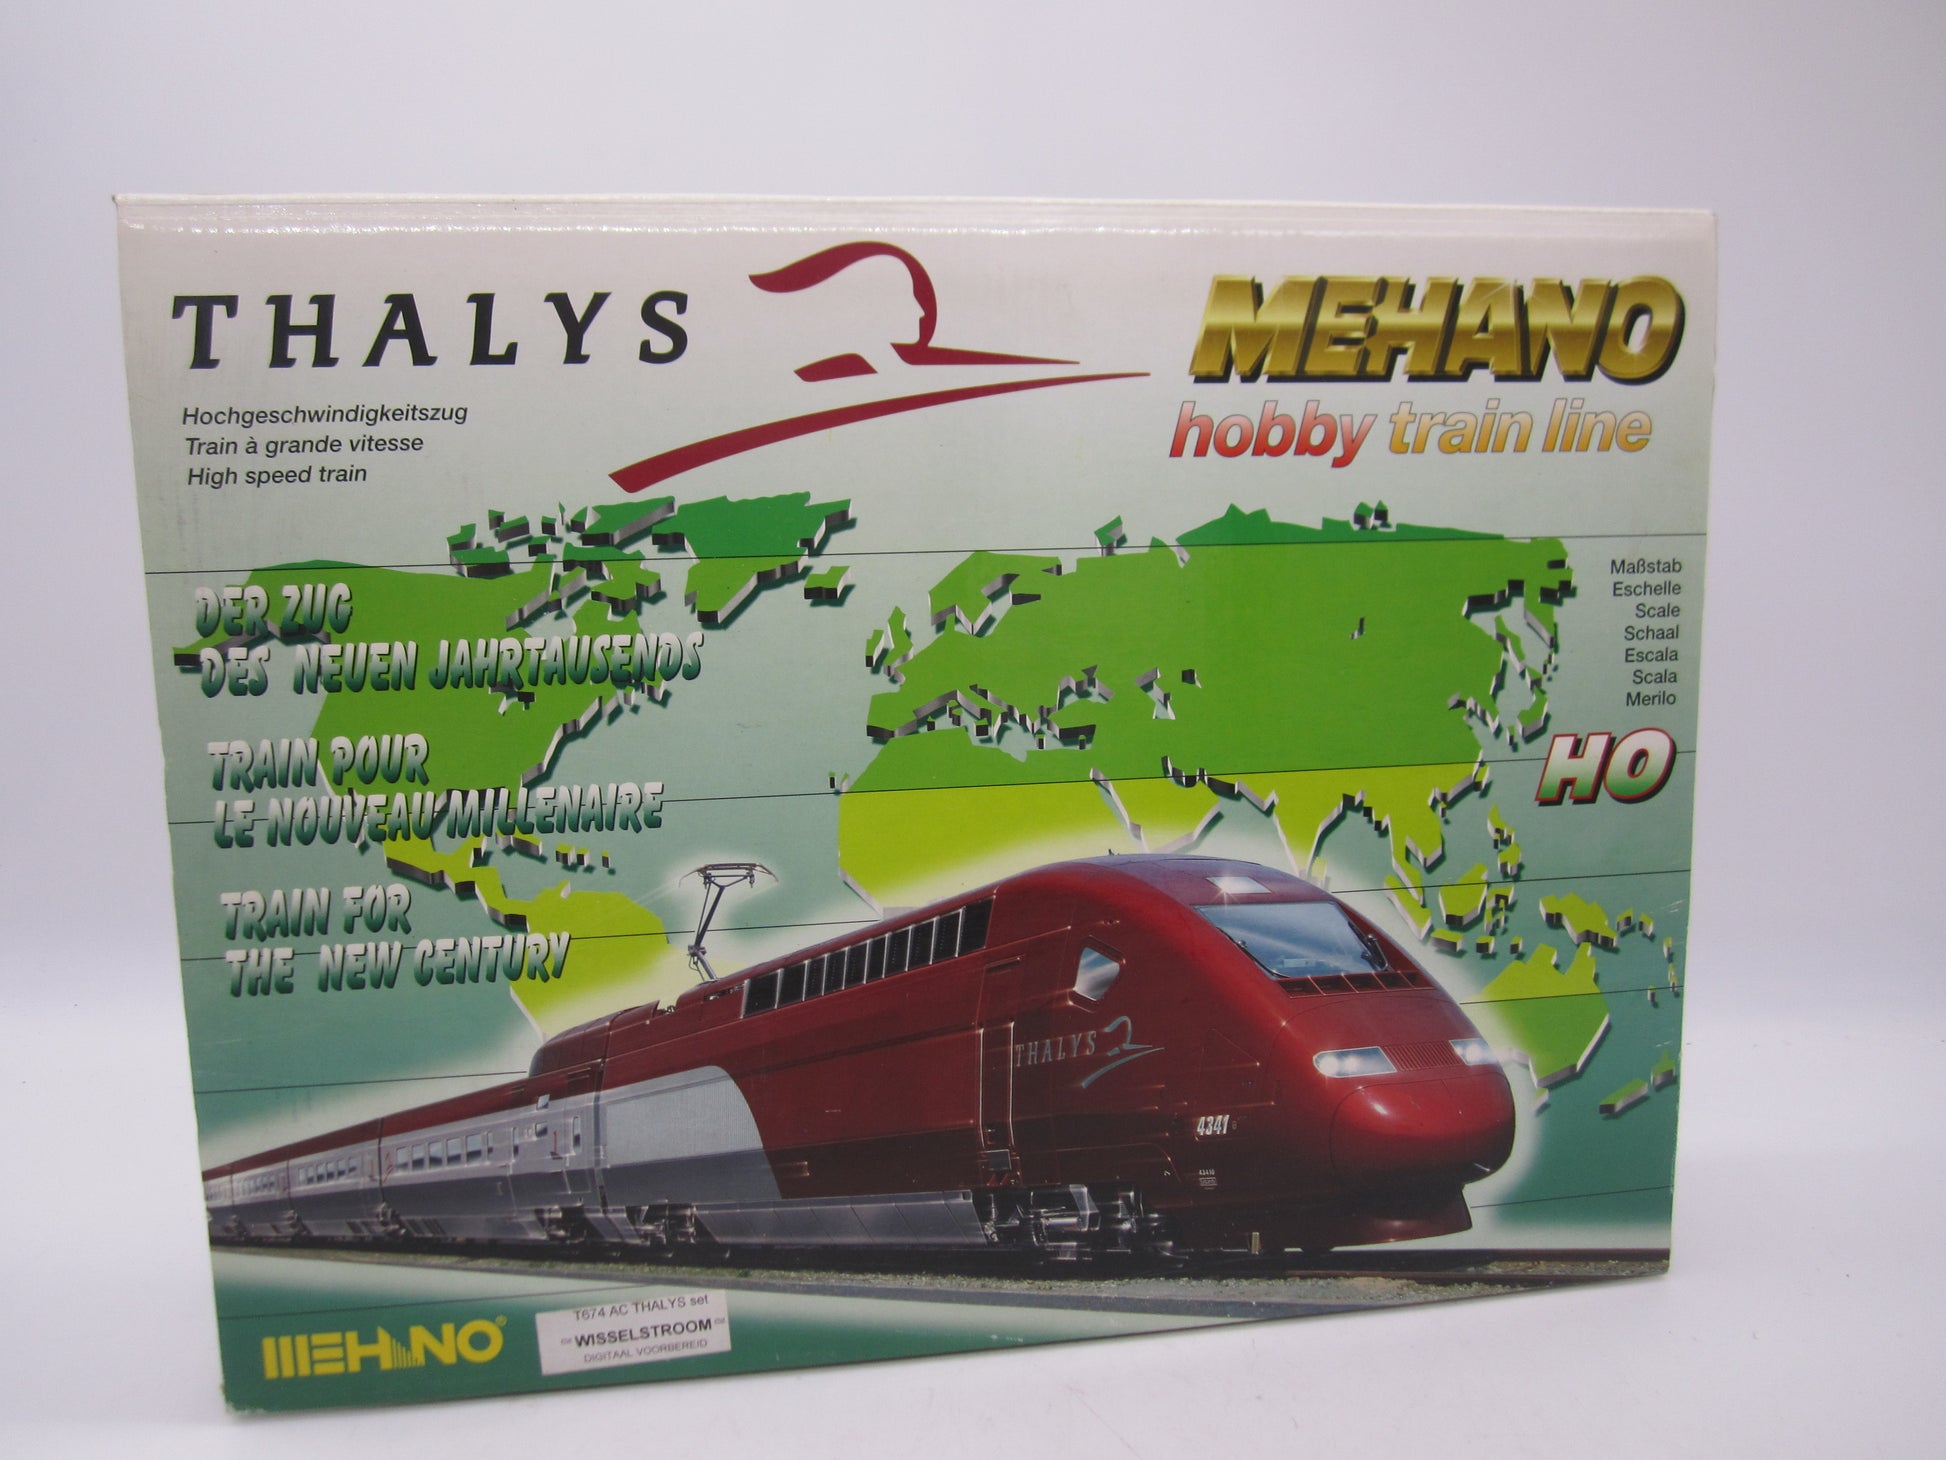 THALYS
MEHANO
hobby train line
Hochgeschwindigkeitszug
Train à grande vitesse
High speed train
DER ZUG
DES NEUEN JAHRTAUSENDS
TRAIN POUR
LE NOUVEAU MILLENAIRE
TRAIN FOR
THE NEW CENTURY
Maßstab
Eschelle
Scale
Schaal
Escala
Scala
Merilo
HO
THALYS
4341
MEHANO®
T674 AC THALYS set
WISSELSTROOM
DIGITAAL VOORBEREID